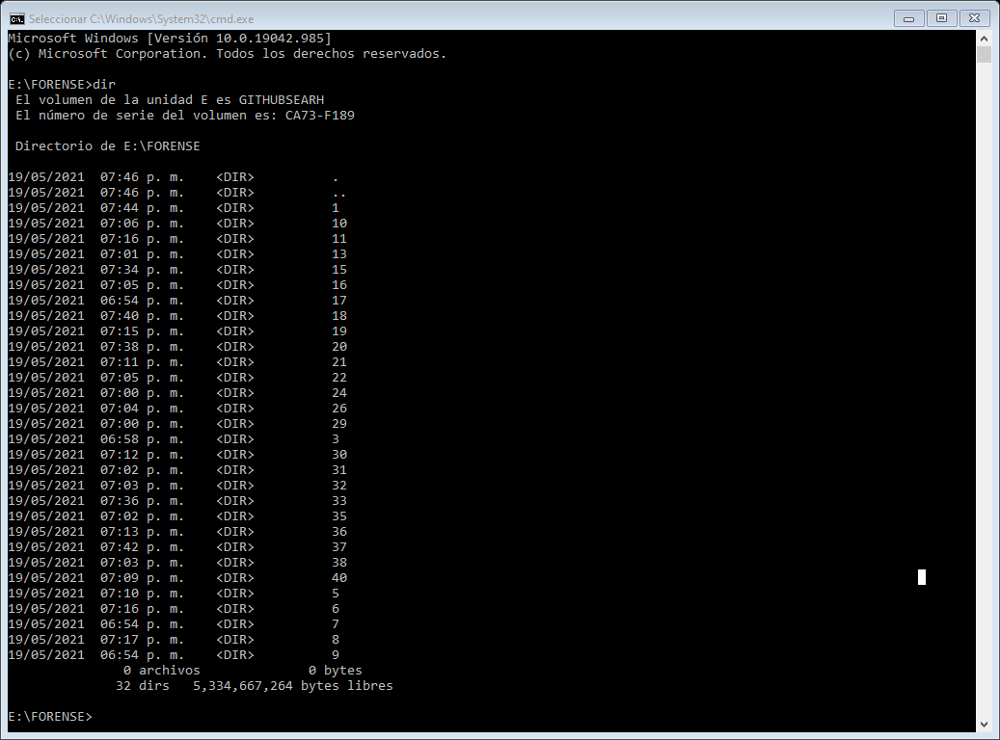 Seleccionar C:\Windows\System32\cmd.exe
Microsoft Windows [Versión 10.0.19042.985]
(c) Microsoft Corporation. Todos los derechos reservados.
E:\FORENSE>dir
El volumen de la unidad E es GITHUBSEARH
El número de serie del volumen es: CA73-F189
Directorio de E:\FORENSE
19/05/2021  07:46 p. m.    <DIR>          .
19/05/2021  07:46 p. m.    <DIR>          ..
19/05/2021  07:44 p. m.    <DIR>          1
19/05/2021  07:06 p. m.    <DIR>          10
19/05/2021  07:16 p. m.    <DIR>          11
19/05/2021  07:01 p. m.    <DIR>          13
19/05/2021  07:34 p. m.    <DIR>          15
19/05/2021  07:05 p. m.    <DIR>          16
19/05/2021  06:54 p. m.    <DIR>          17
19/05/2021  07:40 p. m.    <DIR>          18
19/05/2021  07:15 p. m.    <DIR>          19
19/05/2021  07:38 p. m.    <DIR>          20
19/05/2021  07:11 p. m.    <DIR>          21
19/05/2021  07:05 p. m.    <DIR>          22
19/05/2021  07:00 p. m.    <DIR>          24
19/05/2021  07:04 p. m.    <DIR>          26
19/05/2021  07:00 p. m.    <DIR>          29
19/05/2021  06:58 p. m.    <DIR>          3
19/05/2021  07:12 p. m.    <DIR>          30
19/05/2021  07:02 p. m.    <DIR>          31
19/05/2021  07:03 p. m.    <DIR>          32
19/05/2021  07:36 p. m.    <DIR>          33
19/05/2021  07:02 p. m.    <DIR>          35
19/05/2021  07:13 p. m.    <DIR>          36
19/05/2021  07:42 p. m.    <DIR>          37
19/05/2021  07:03 p. m.    <DIR>          38
19/05/2021  07:09 p. m.    <DIR>          40
19/05/2021  07:10 p. m.    <DIR>          5
19/05/2021  07:16 p. m.    <DIR>          6
19/05/2021  06:54 p. m.    <DIR>          7
19/05/2021  07:17 p. m.    <DIR>          8
19/05/2021  06:54 p. m.    <DIR>          9
0 archivos              0 bytes
32 dirs   5,334,667,264 bytes libres
E:\FORENSE>